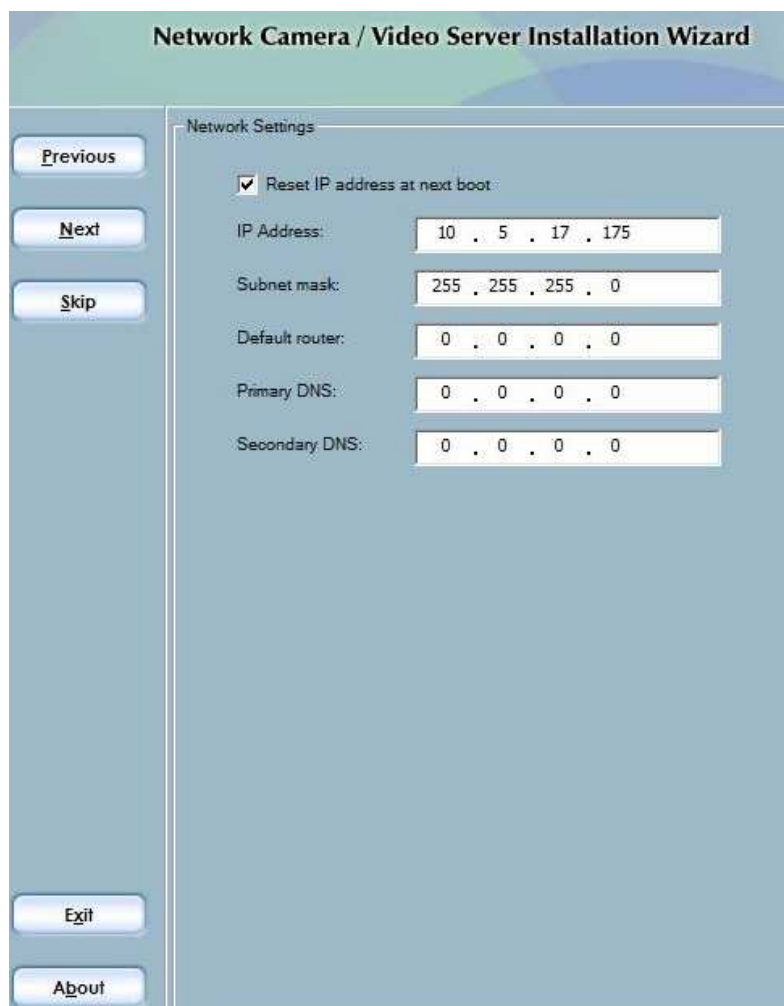 Network Camera / Video Server Installation Wizard
Previous
Next
Skip
Exit
About
Network Settings
Reset IP address at next boot
IP Address: 10 . 5 . 17 . 175
Subnet mask: 255 . 255 . 255 . 0
Default router: 0 . 0 . 0 . 0
Primary DNS: 0 . 0 . 0 . 0
Secondary DNS: 0 . 0 . 0 . 0